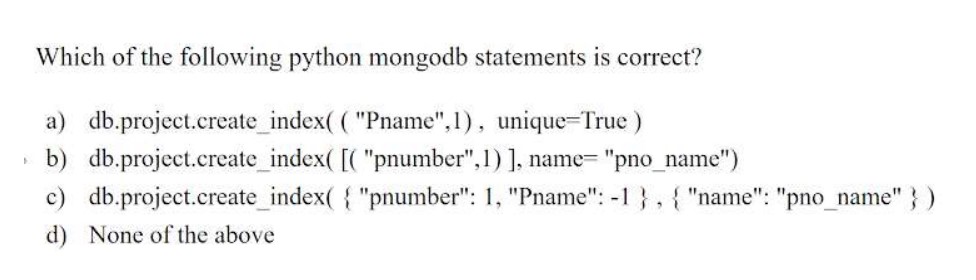 Which of the following python mongodb statements is correct?
a) db.project.create_index( ( "Pname",1) , unique=True )
b) db.project.create_index( [( "pnumber",1) ], name= "pno_name")
c) db.project.create_index( { "pnumber": 1, "Pname": -1 } , { "name": "pno_name" } )
d) None of the above